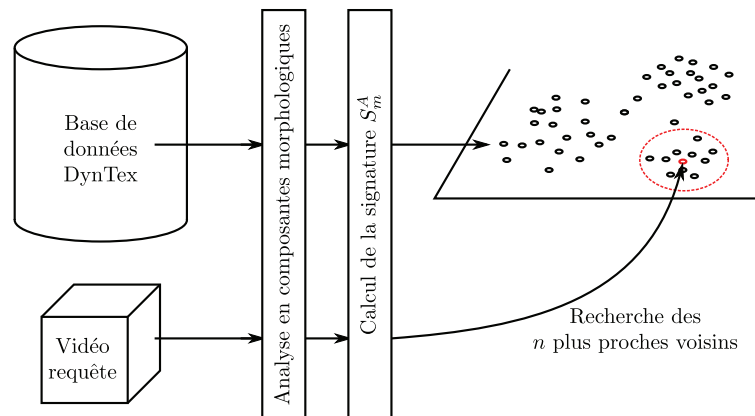 Base de
données
DynTex
Analyse en composantes morphologiques
Calcul de la signature $S_m^A$
Vidéo
requête
Recherche des
n plus proches voisins